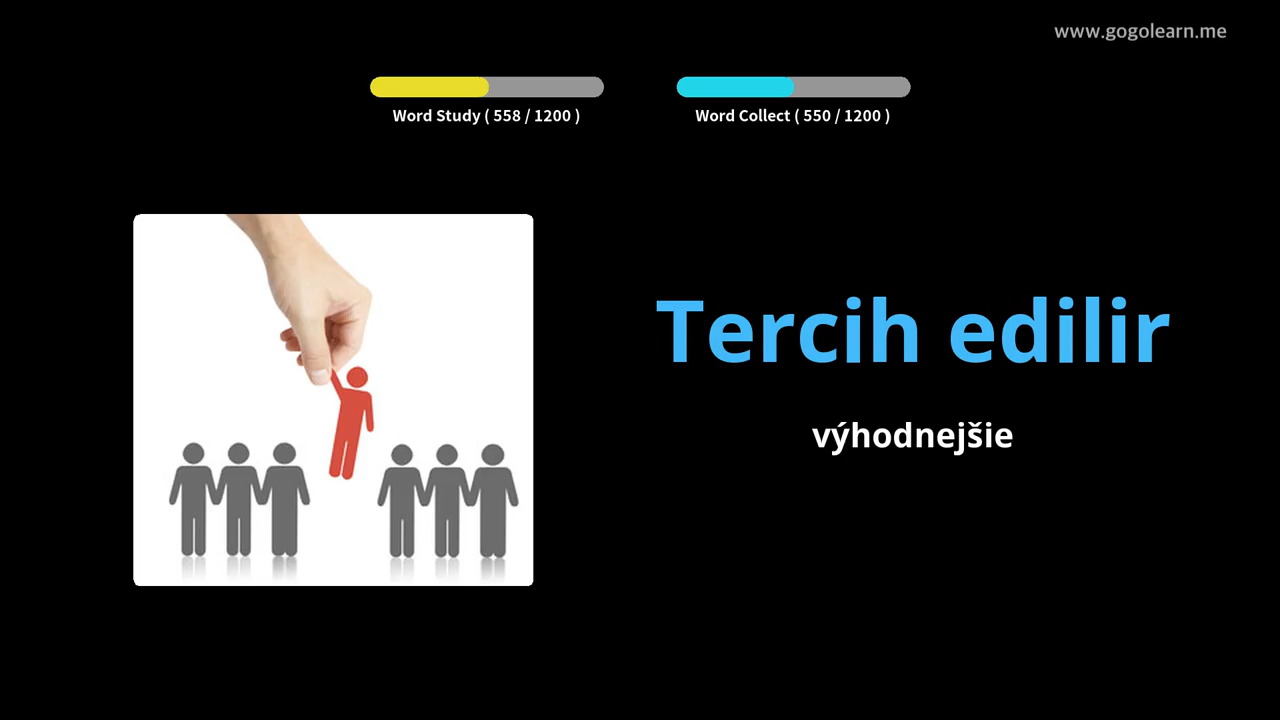 www.gogolearn.me
Word Study ( 558 / 1200 )
Word Collect ( 550 / 1200 )
Tercih edilir
výhodnejšie